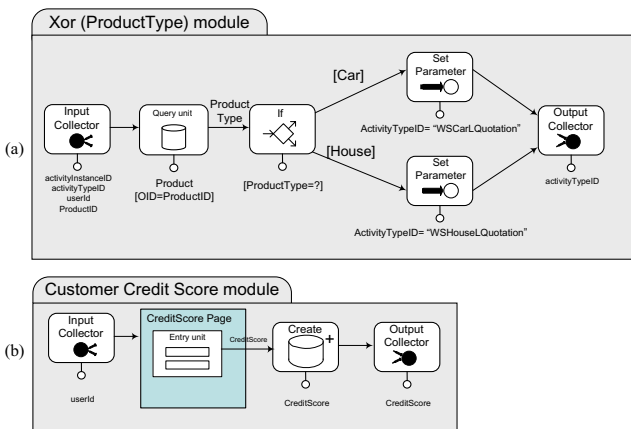 Xor (ProductType) module
(a)
Input
Collector
activityInstanceID
activityTypeID
userId
ProductID
Query unit
Product
[OID=ProductID]
Product
Type
If
[ProductType=?]
[Car]
[House]
Set
Parameter
ActivityTypeID= “WSCarLQuotation”
Set
Parameter
ActivityTypeID= “WSHouseLQuotation”
Output
Collector
activityTypeID
Customer Credit Score module
(b)
Input
Collector
userId
CreditScore Page
Entry unit
CreditScore
Create
CreditScore
Output
Collector
CreditScore